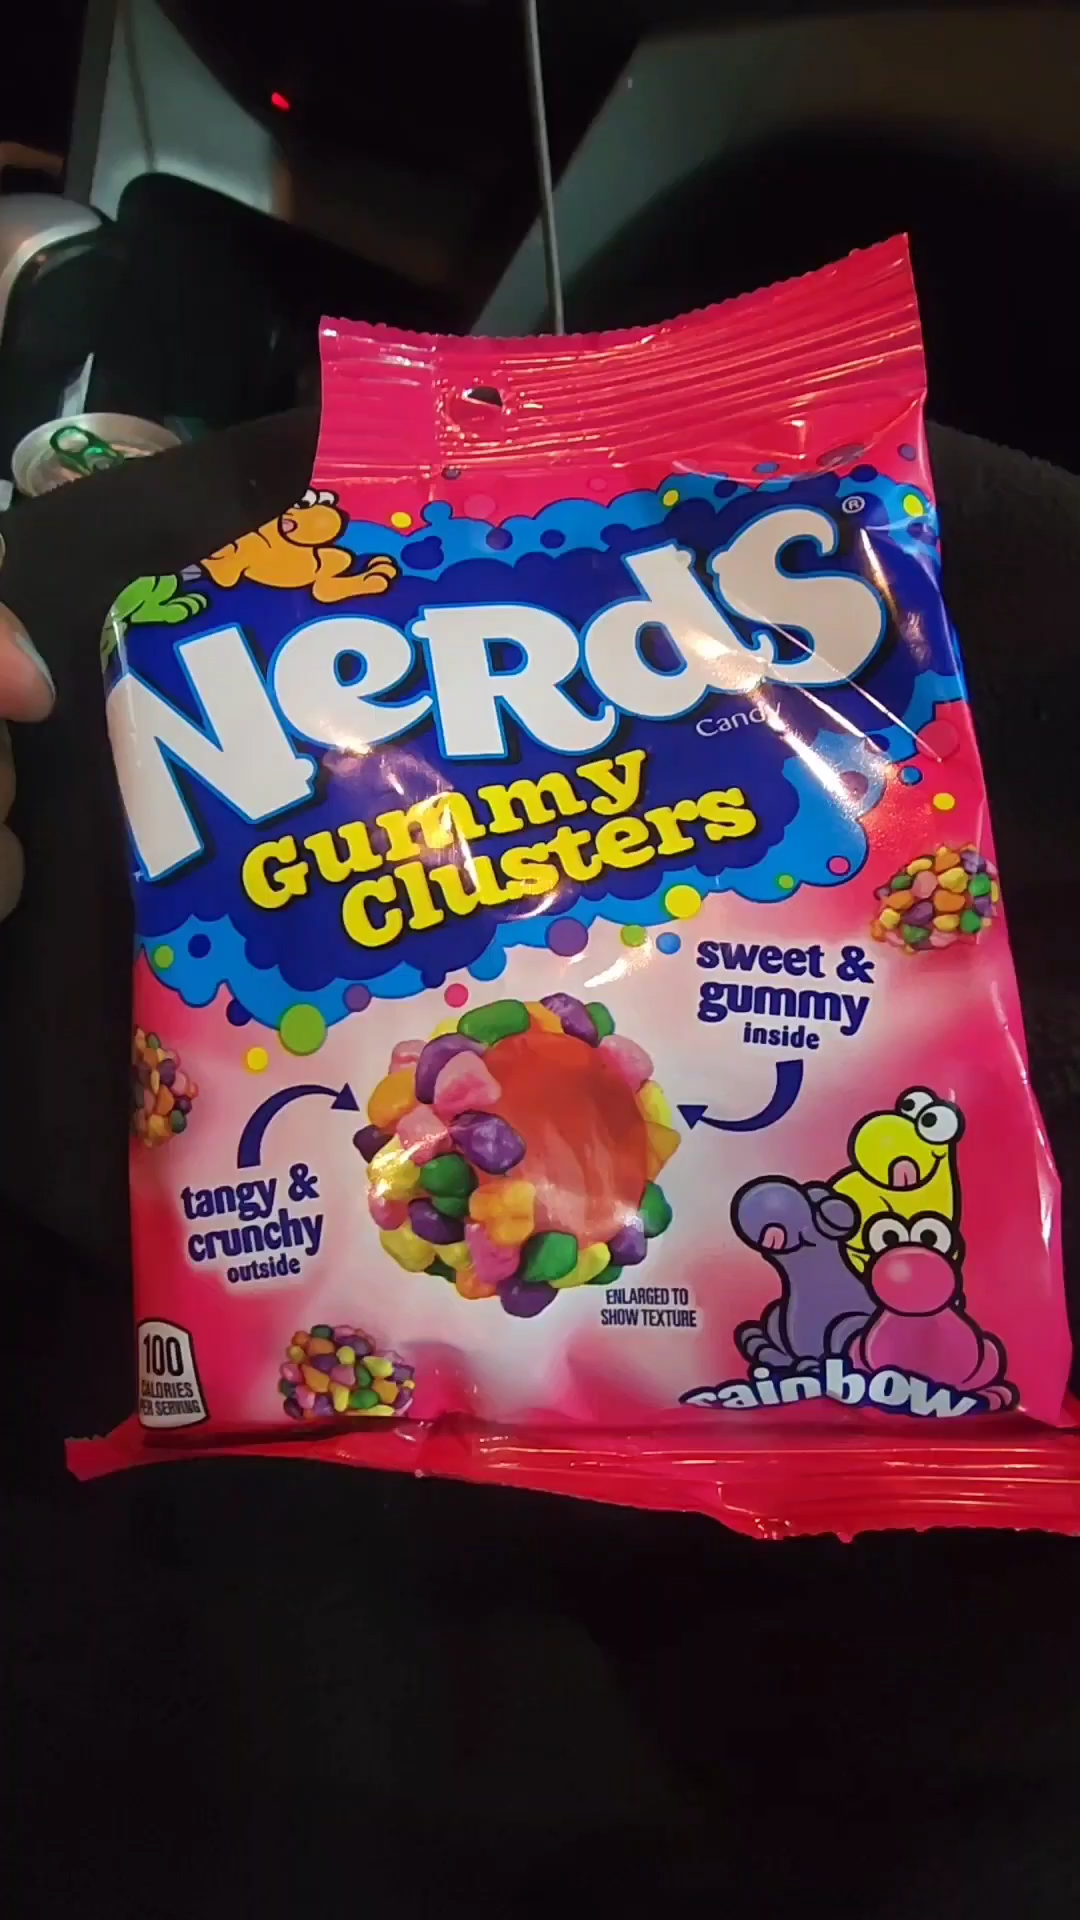 NeRdS®
Candy
Gummy
Clusters
sweet &
gummy
inside
tangy &
crunchy
outside
ENLARGED TO
SHOW TEXTURE
100
CALORIES
PER SERVING
rainbow